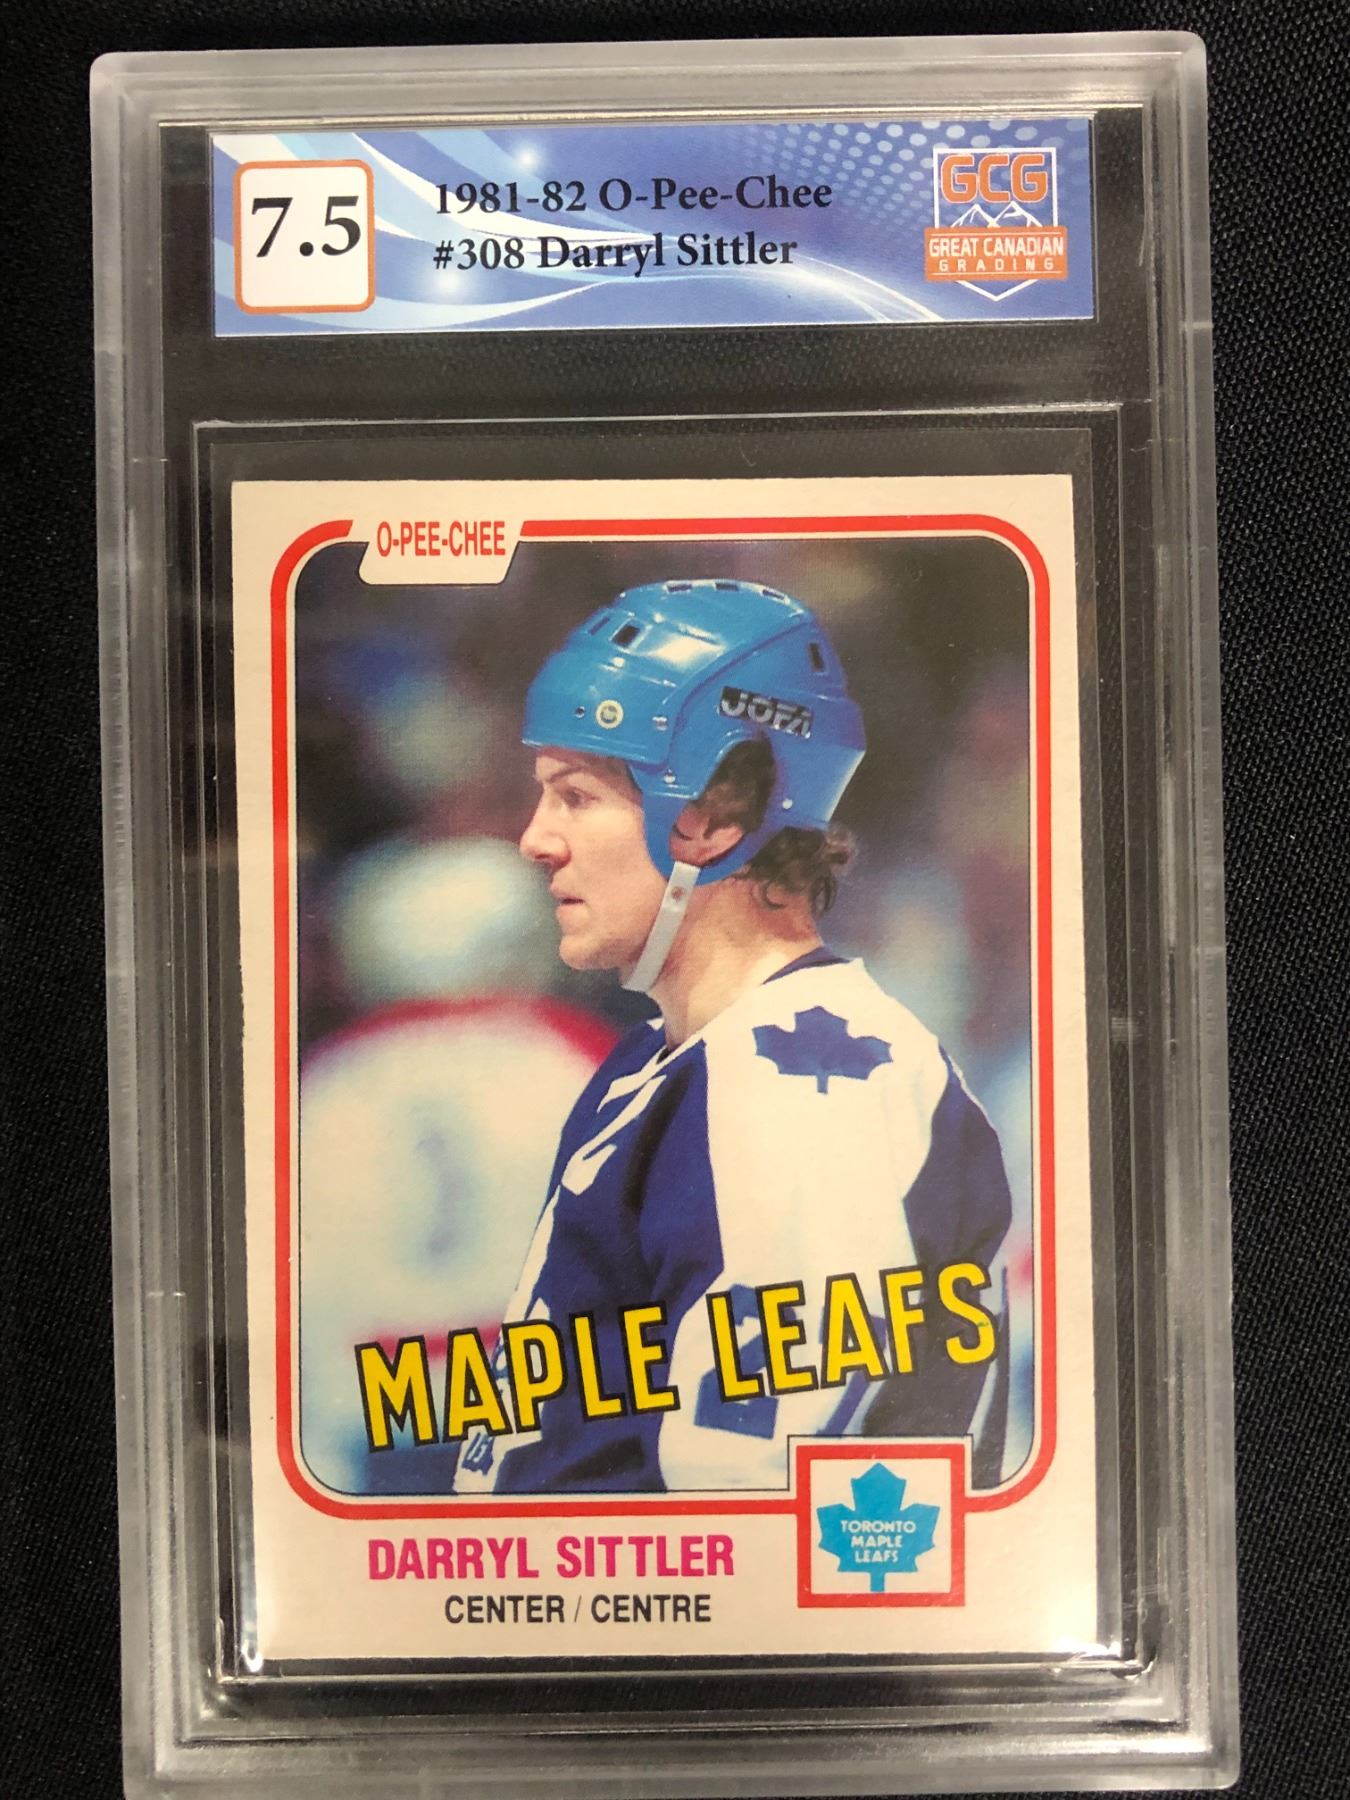 7.5
1981-82 O-Pee-Chee
#308 Darryl Sittler
GCG
GREAT CANADIAN
GRADING
O-PEE-CHEE
JOFA
MAPLE LEAFS
DARRYL SITTLER
CENTER / CENTRE
TORONTO
MAPLE
LEAFS